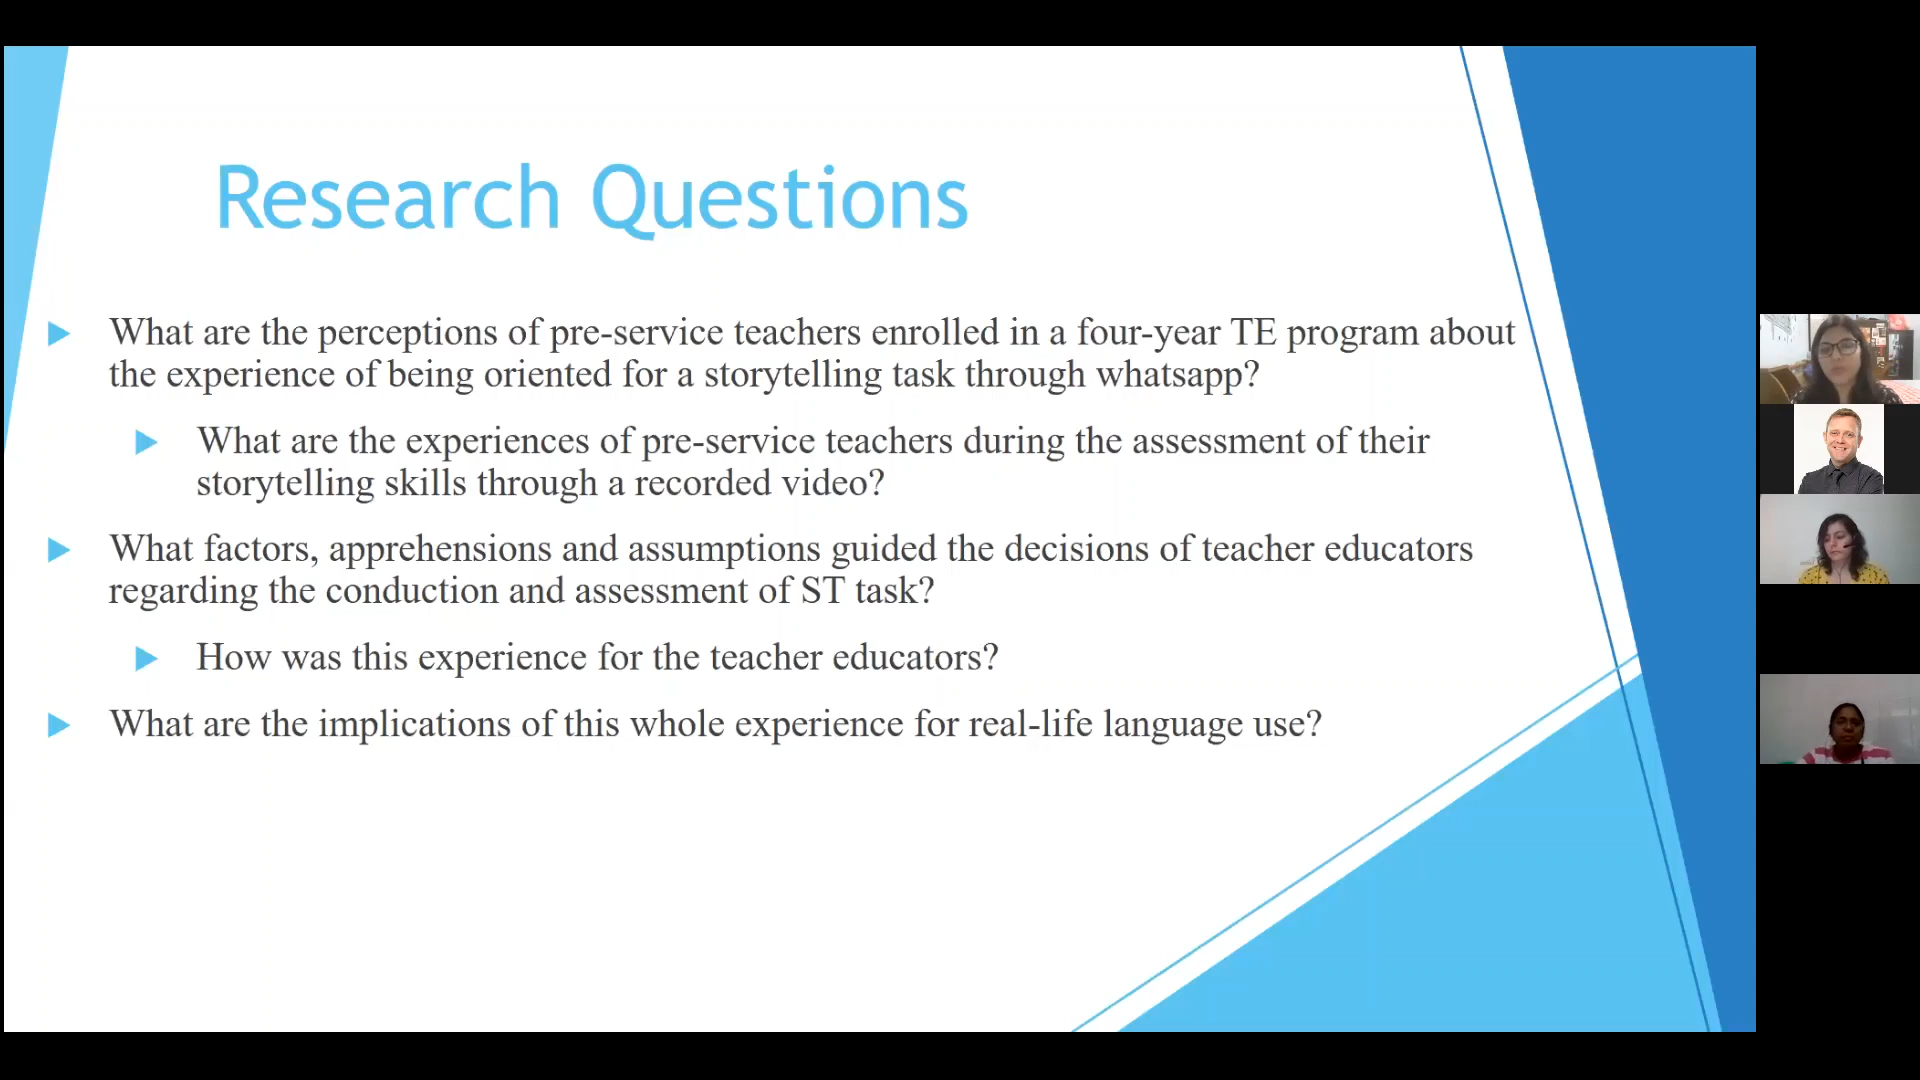 Research Questions
What are the perceptions of pre-service teachers enrolled in a four-year TE program about
the experience of being oriented for a storytelling task through whatsapp?
What are the experiences of pre-service teachers during the assessment of their
storytelling skills through a recorded video?
What factors, apprehensions and assumptions guided the decisions of teacher educators
regarding the conduction and assessment of ST task?
How was this experience for the teacher educators?
What are the implications of this whole experience for real-life language use?